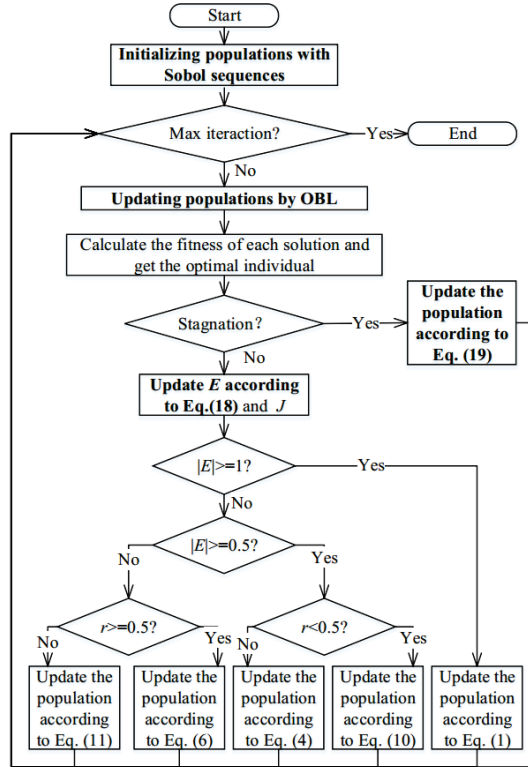 Start
Initializing populations with
Sobol sequences
Max iteraction?
Yes
End
No
Updating populations by OBL
Calculate the fitness of each solution and
get the optimal individual
Stagnation?
Yes
Update the
population
according to
Eq. (19)
No
Update E according
to Eq.(18) and J
|E|>=1?
Yes
No
|E|>=0.5?
No
Yes
r>=0.5?
No
Yes
r<0.5?
No
Yes
Update the
population
according
to Eq. (11)
Update the
population
according
to Eq. (6)
Update the
population
according
to Eq. (4)
Update the
population
according
to Eq. (10)
Update the
population
according
to Eq. (1)